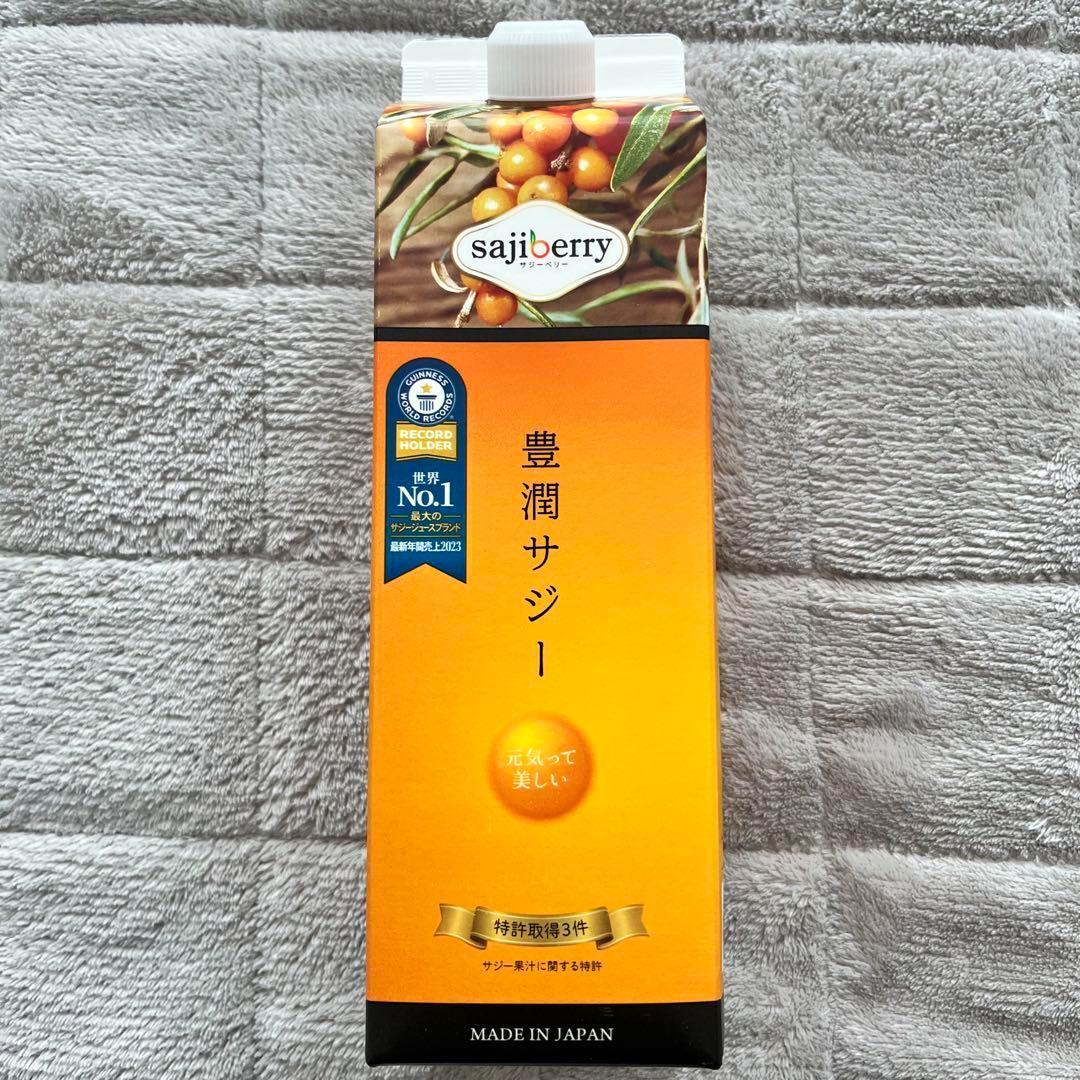 sajiberry
サジーベリー
GUINNESS
WORLD RECORDS
RECORD
HOLDER
世界
No.1
最大の
サジージュースブランド
最新年間売上2023
豊潤サジー
元気って
美しい
特許取得3件
サジー果汁に関する特許
MADE IN JAPAN